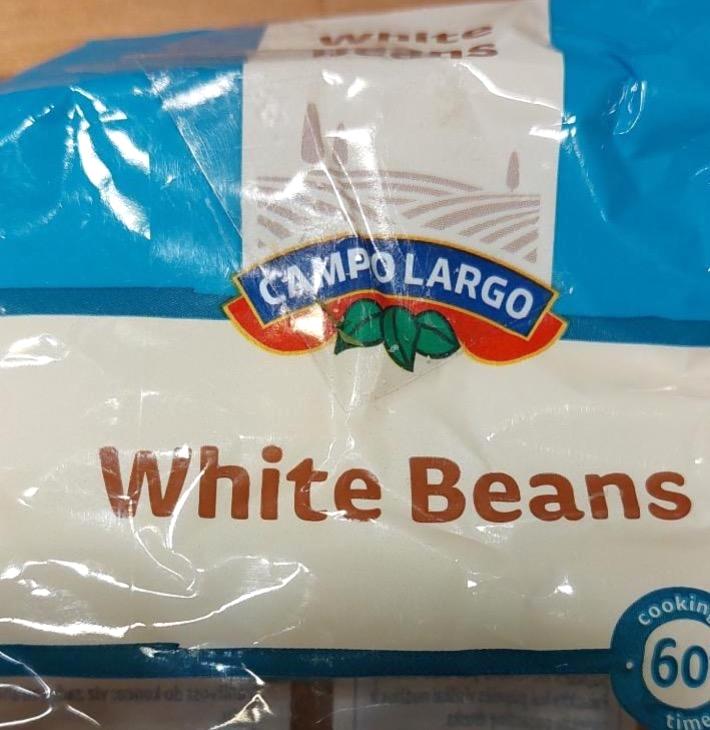 White
Beans
CAMPO LARGO
White Beans
cooking
60
time